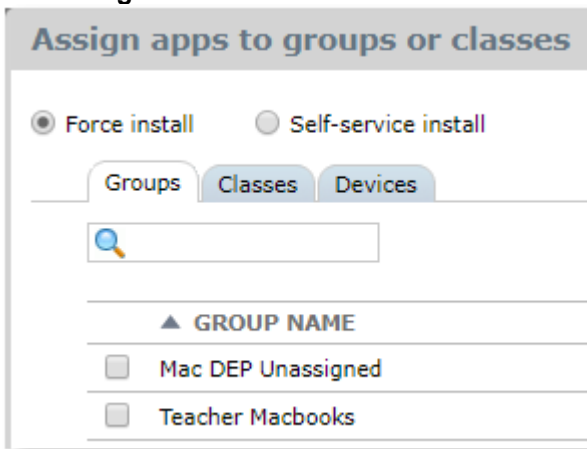 Assign apps to groups or classes
Force install Self-service install
Groups Classes Devices
▲ GROUP NAME
Mac DEP Unassigned
Teacher Macbooks